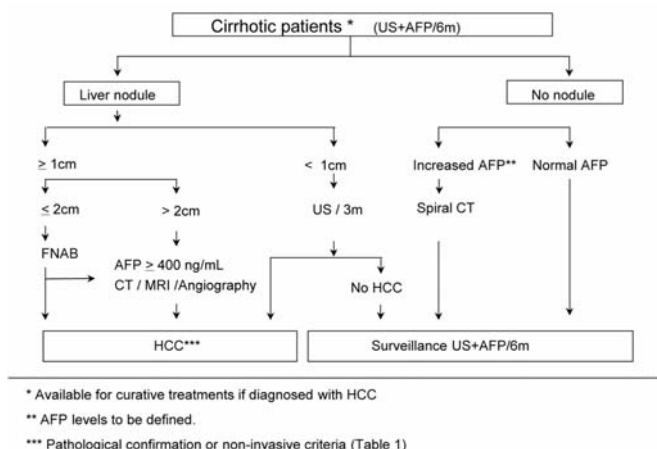 Cirrhotic patients * (US+AFP/6m)
Liver nodule
No nodule
≥ 1cm
< 1cm
Increased AFP**
Normal AFP
≤ 2cm
> 2cm
US / 3m
Spiral CT
FNAB
AFP ≥ 400 ng/mL
CT / MRI /Angiography
No HCC
HCC***
Surveillance US+AFP/6m
* Available for curative treatments if diagnosed with HCC
** AFP levels to be defined.
*** Pathological confirmation or non-invasive criteria (Table 1)